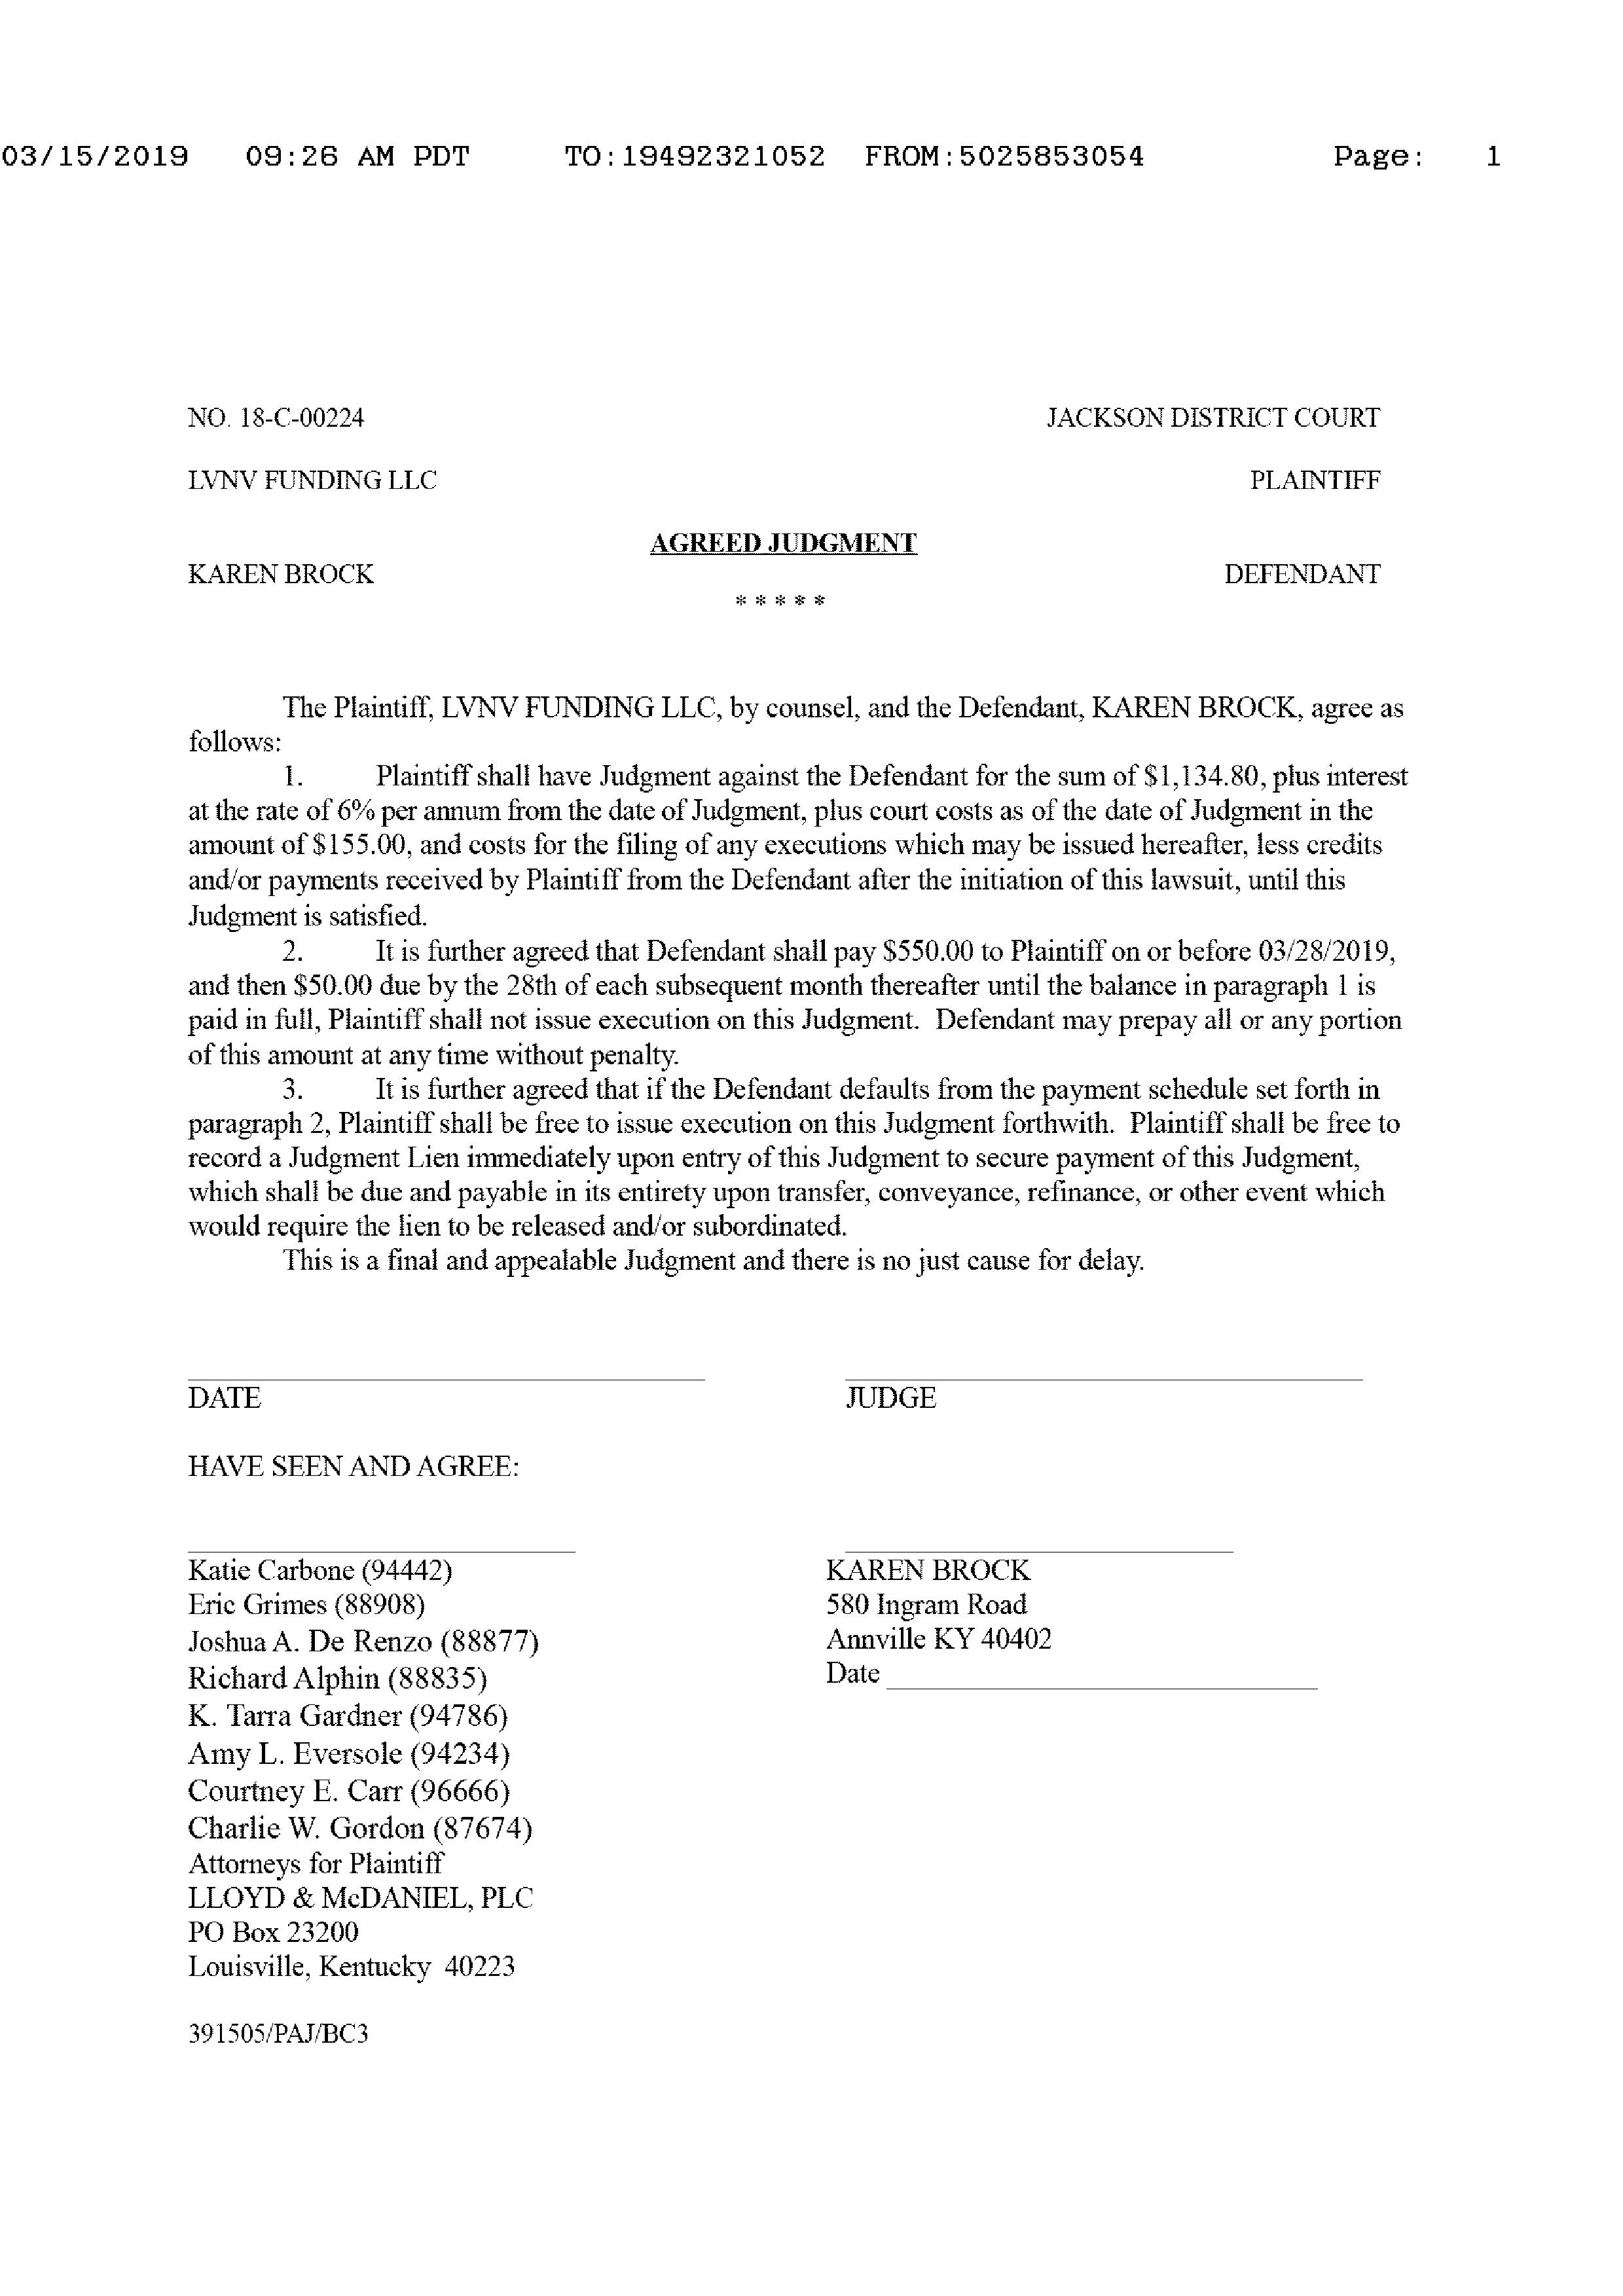 03/15/2019 09:26 AM PDT TO:19492321052 FROM:5025853054 Page: 1
NO. 18-C-00224 JACKSON DISTRICT COURT
LVNV FUNDING LLC PLAINTIFF
AGREED JUDGMENT
KAREN BROCK DEFENDANT
* * * * *
The Plaintiff, LVNV FUNDING LLC, by counsel, and the Defendant, KAREN BROCK, agree as
follows:
1. Plaintiff shall have Judgment against the Defendant for the sum of $1,134.80, plus interest
at the rate of 6% per annum from the date of Judgment, plus court costs as of the date of Judgment in the
amount of $155.00, and costs for the filing of any executions which may be issued hereafter, less credits
and/or payments received by Plaintiff from the Defendant after the initiation of this lawsuit, until this
Judgment is satisfied.
2. It is further agreed that Defendant shall pay $550.00 to Plaintiff on or before 03/28/2019,
and then $50.00 due by the 28th of each subsequent month thereafter until the balance in paragraph 1 is
paid in full, Plaintiff shall not issue execution on this Judgment. Defendant may prepay all or any portion
of this amount at any time without penalty.
3. It is further agreed that if the Defendant defaults from the payment schedule set forth in
paragraph 2, Plaintiff shall be free to issue execution on this Judgment forthwith. Plaintiff shall be free to
record a Judgment Lien immediately upon entry of this Judgment to secure payment of this Judgment,
which shall be due and payable in its entirety upon transfer, conveyance, refinance, or other event which
would require the lien to be released and/or subordinated.
This is a final and appealable Judgment and there is no just cause for delay.
DATE JUDGE
HAVE SEEN AND AGREE:
Katie Carbone (94442) KAREN BROCK
Eric Grimes (88908) 580 Ingram Road
Joshua A. De Renzo (88877) Annville KY 40402
Richard Alphin (88835) Date
K. Tarra Gardner (94786)
Amy L. Eversole (94234)
Courtney E. Carr (96666)
Charlie W. Gordon (87674)
Attorneys for Plaintiff
LLOYD & McDANIEL, PLC
PO Box 23200
Louisville, Kentucky 40223
391505/PAJ/BC3